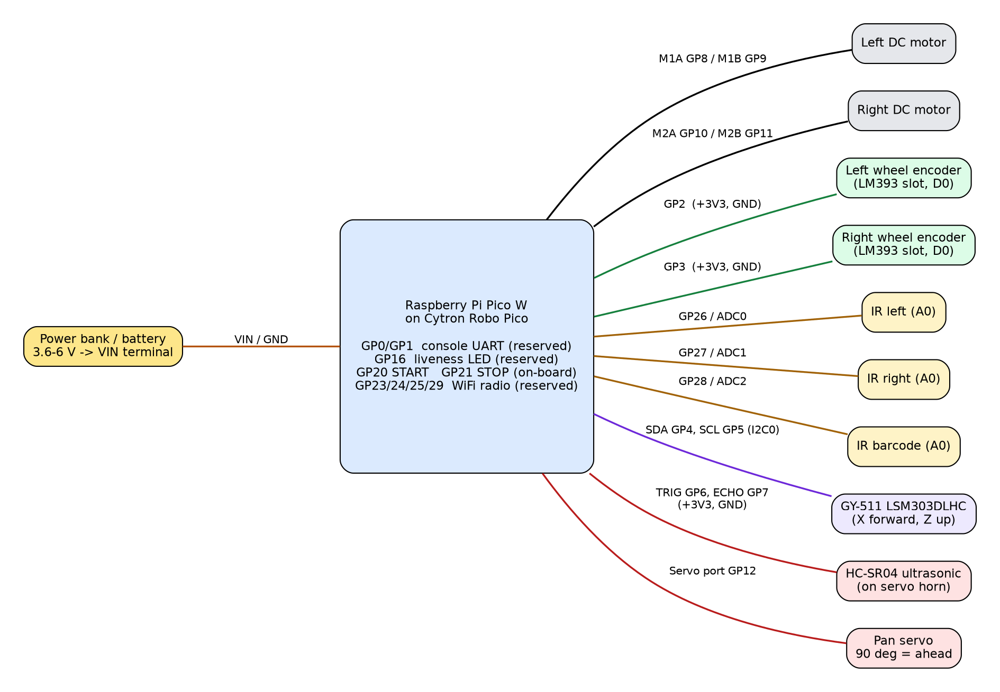 Left DC motor
M1A GP8 / M1B GP9
Right DC motor
M2A GP10 / M2B GP11
Left wheel encoder
(LM393 slot, D0)
GP2  (+3V3, GND)
Right wheel encoder
(LM393 slot, D0)
GP3  (+3V3, GND)
Raspberry Pi Pico W
on Cytron Robo Pico
GP0/GP1  console UART (reserved)
GP16  liveness LED (reserved)
GP20 START   GP21 STOP (on-board)
GP23/24/25/29  WiFi radio (reserved)
Power bank / battery
3.6-6 V -> VIN terminal
VIN / GND
GP26 / ADC0
IR left (A0)
GP27 / ADC1
IR right (A0)
GP28 / ADC2
IR barcode (A0)
SDA GP4, SCL GP5 (I2C0)
GY-511 LSM303DLHC
(X forward, Z up)
TRIG GP6, ECHO GP7
(+3V3, GND)
HC-SR04 ultrasonic
(on servo horn)
Servo port GP12
Pan servo
90 deg = ahead